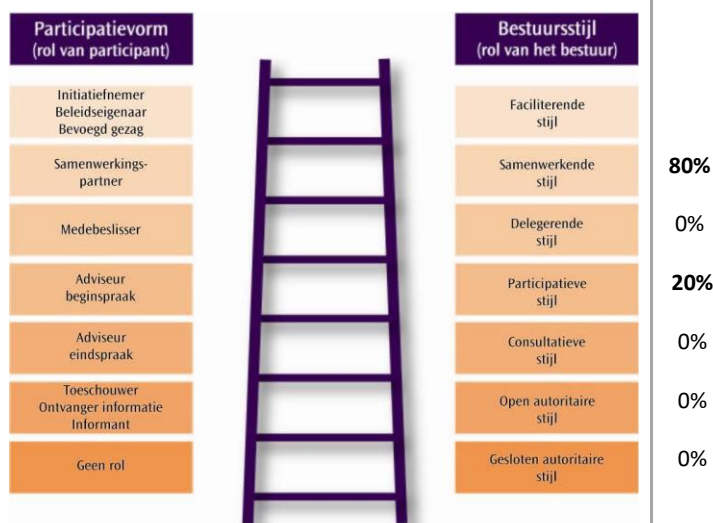 Participatievorm
(rol van participant)
Bestuursstijl
(rol van het bestuur)
Initiatiefnemer
Beleidseigenaar
Bevoegd gezag
Faciliterende
stijl
Samenwerkings-
partner
Samenwerkende
stijl
80%
Medebeslisser
Delegerende
stijl
0%
Adviseur
beginspraak
Participatieve
stijl
20%
Adviseur
eindspraak
Consultatieve
stijl
0%
Toeschouwer
Ontvanger informatie
Informant
Open autoritaire
stijl
0%
Geen rol
Gesloten autoritaire
stijl
0%